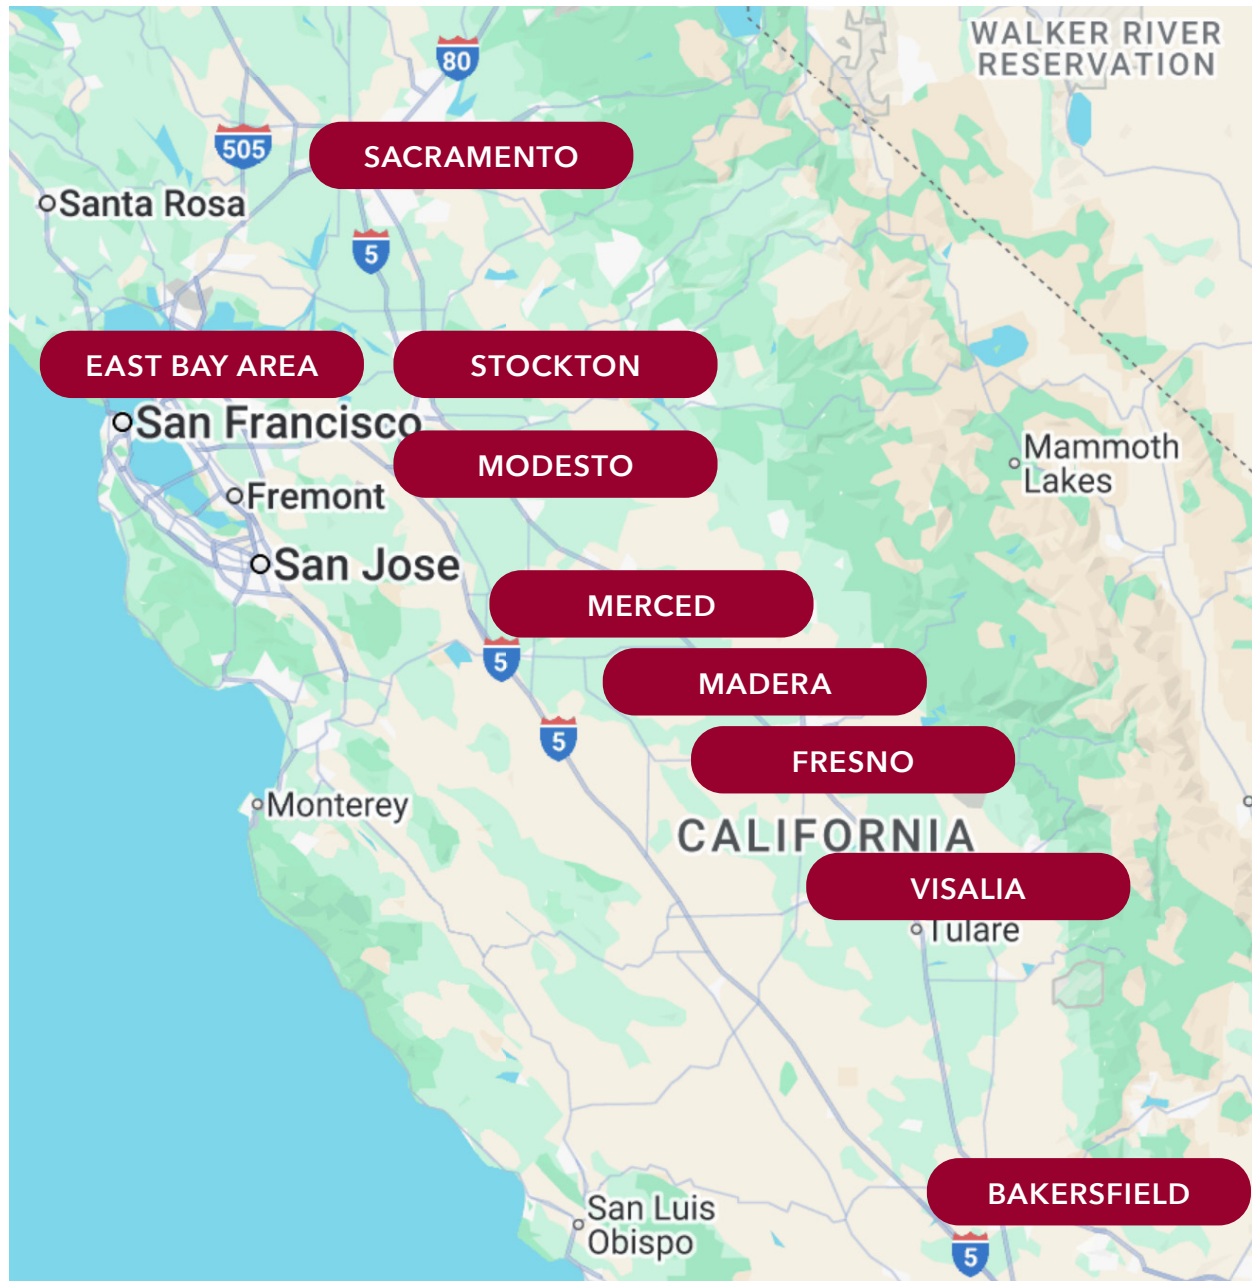 WALKER RIVER
RESERVATION
80
505
SACRAMENTO
Santa Rosa
5
EAST BAY AREA
STOCKTON
San Francisco
MODESTO
Mammoth
Lakes
Fremont
San Jose
MERCED
5
MADERA
5
FRESNO
Monterey
CALIFORNIA
VISALIA
Tulare
BAKERSFIELD
San Luis
Obispo
5